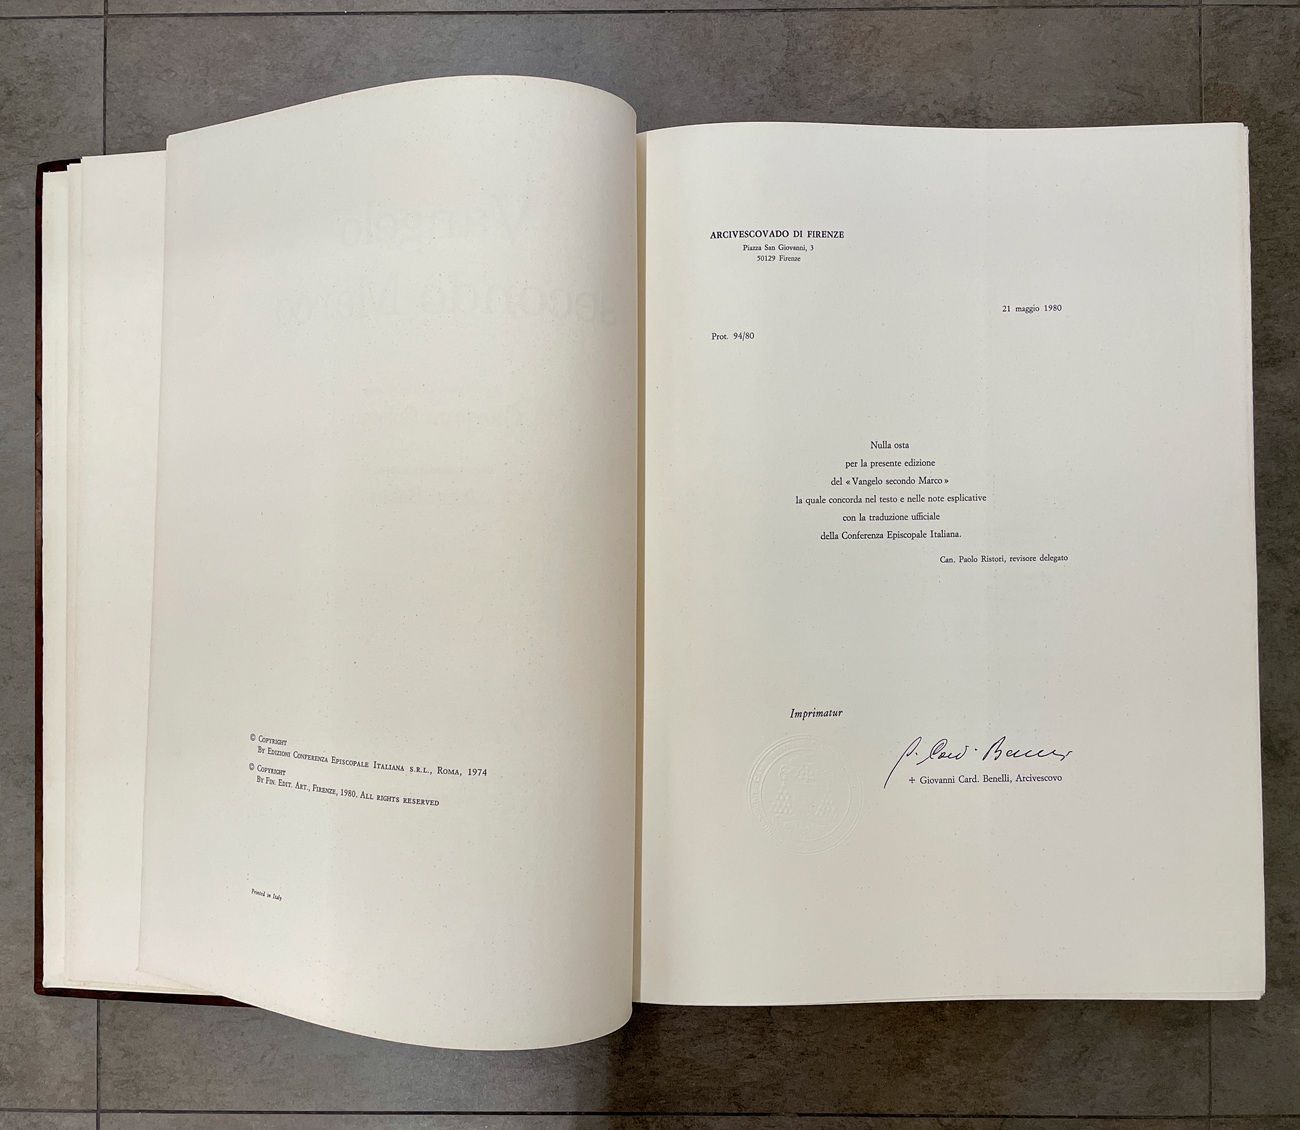 © Copyright
By Edizioni Conferenza Episcopale Italiana s.r.l., Roma, 1974
© Copyright
By Fin. Edit. Art., Firenze, 1980. All rights reserved
Printed in Italy
ARCIVESCOVADO DI FIRENZE
Piazza San Giovanni, 3
50129 Firenze
21 maggio 1980
Prot. 94/80
Nulla osta
per la presente edizione
del « Vangelo secondo Marco »
la quale concorda nel testo e nelle note esplicative
con la traduzione ufficiale
della Conferenza Episcopale Italiana.
Can. Paolo Ristori, revisore delegato
Imprimatur
+ Giovanni Card. Benelli, Arcivescovo